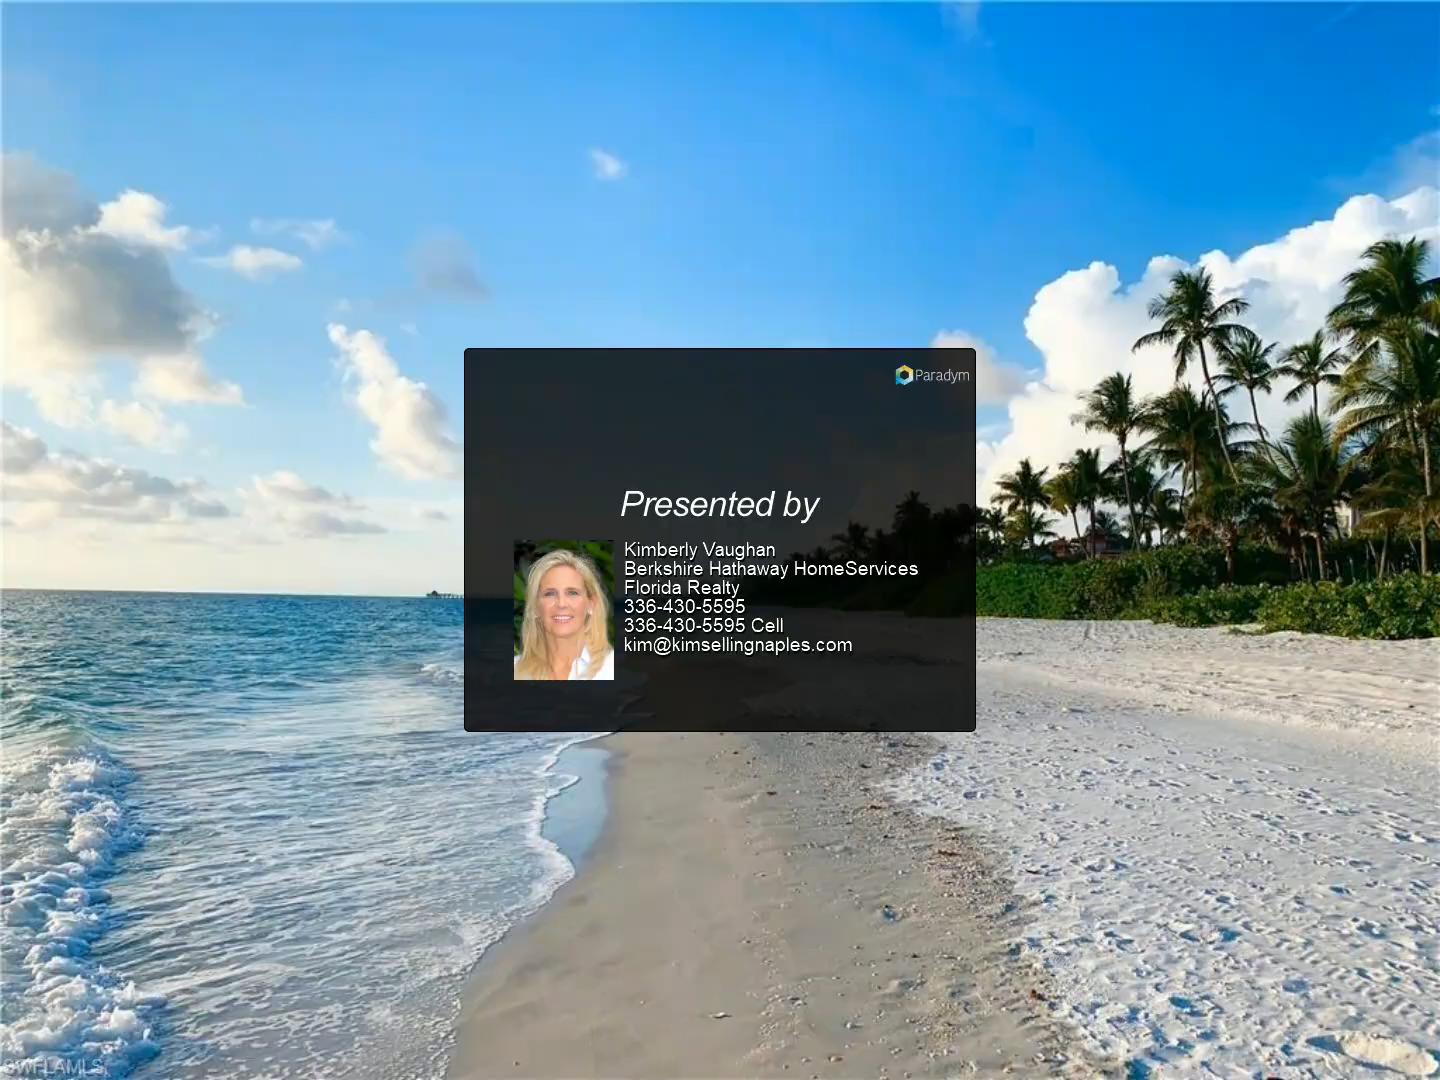 Paradym
Presented by
Kimberly Vaughan
Berkshire Hathaway HomeServices
Florida Realty
336-430-5595
336-430-5595 Cell
kim@kimsellingnaples.com
SWFLAMLS